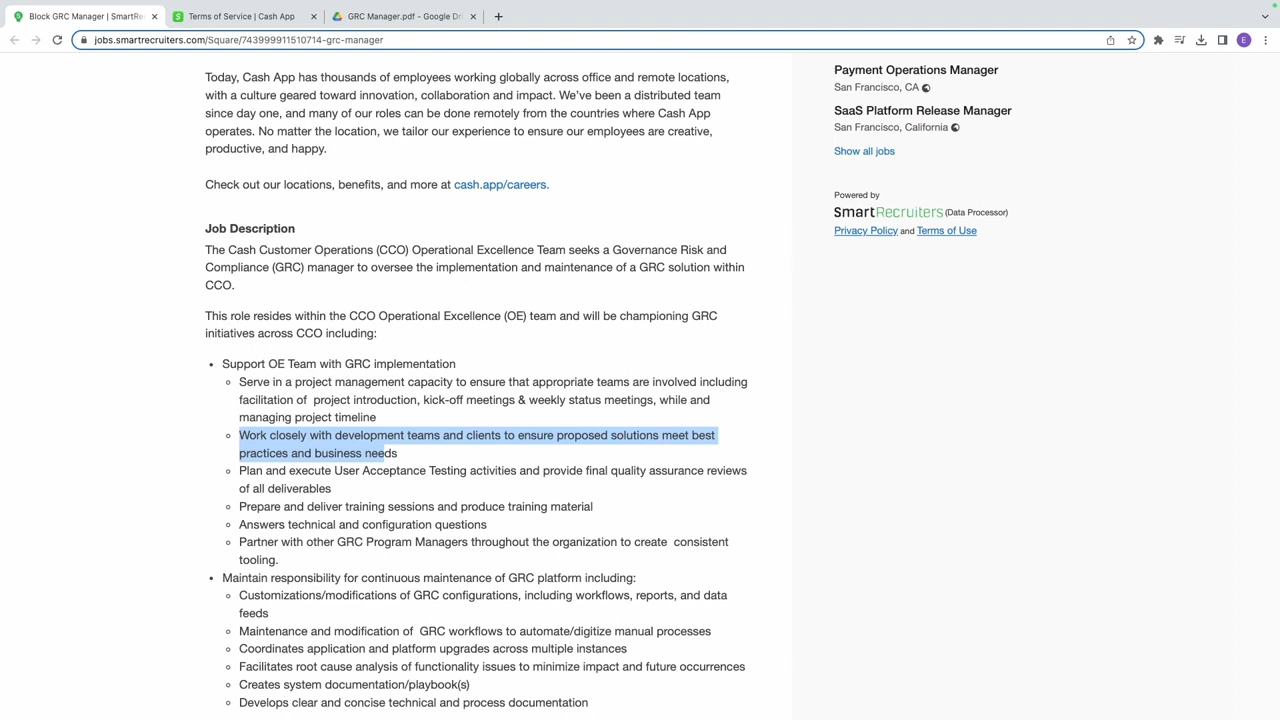 Block GRC Manager | SmartRe
Terms of Service | Cash App
GRC Manager.pdf - Google Dri
jobs.smartrecruiters.com/Square/743999911510714-grc-manager
E
Today, Cash App has thousands of employees working globally across office and remote locations,
with a culture geared toward innovation, collaboration and impact. We've been a distributed team
since day one, and many of our roles can be done remotely from the countries where Cash App
operates. No matter the location, we tailor our experience to ensure our employees are creative,
productive, and happy.
Check out our locations, benefits, and more at cash.app/careers.
Job Description
The Cash Customer Operations (CCO) Operational Excellence Team seeks a Governance Risk and
Compliance (GRC) manager to oversee the implementation and maintenance of a GRC solution within
CCO.
This role resides within the CCO Operational Excellence (OE) team and will be championing GRC
initiatives across CCO including:
• Support OE Team with GRC implementation
◦ Serve in a project management capacity to ensure that appropriate teams are involved including
facilitation of project introduction, kick-off meetings & weekly status meetings, while and
managing project timeline
◦ Work closely with development teams and clients to ensure proposed solutions meet best
practices and business needs
◦ Plan and execute User Acceptance Testing activities and provide final quality assurance reviews
of all deliverables
◦ Prepare and deliver training sessions and produce training material
◦ Answers technical and configuration questions
◦ Partner with other GRC Program Managers throughout the organization to create consistent
tooling.
• Maintain responsibility for continuous maintenance of GRC platform including:
◦ Customizations/modifications of GRC configurations, including workflows, reports, and data
feeds
◦ Maintenance and modification of GRC workflows to automate/digitize manual processes
◦ Coordinates application and platform upgrades across multiple instances
◦ Facilitates root cause analysis of functionality issues to minimize impact and future occurrences
◦ Creates system documentation/playbook(s)
◦ Develops clear and concise technical and process documentation
Payment Operations Manager
San Francisco, CA
SaaS Platform Release Manager
San Francisco, California
Show all jobs
Powered by
SmartRecruiters (Data Processor)
Privacy Policy and Terms of Use